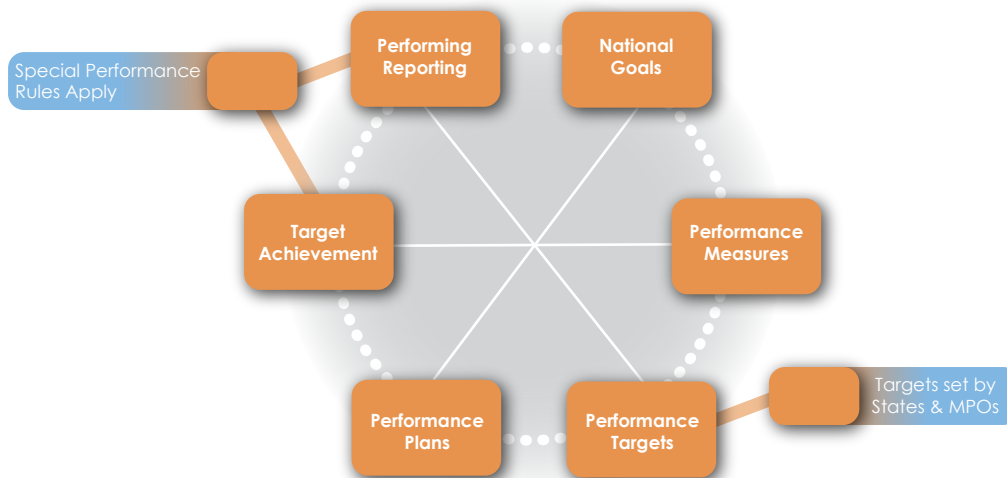 Performing
Reporting
National
Goals
Special Performance
Rules Apply
Target
Achievement
Performance
Measures
Performance
Plans
Performance
Targets
Targets set by
States & MPOs